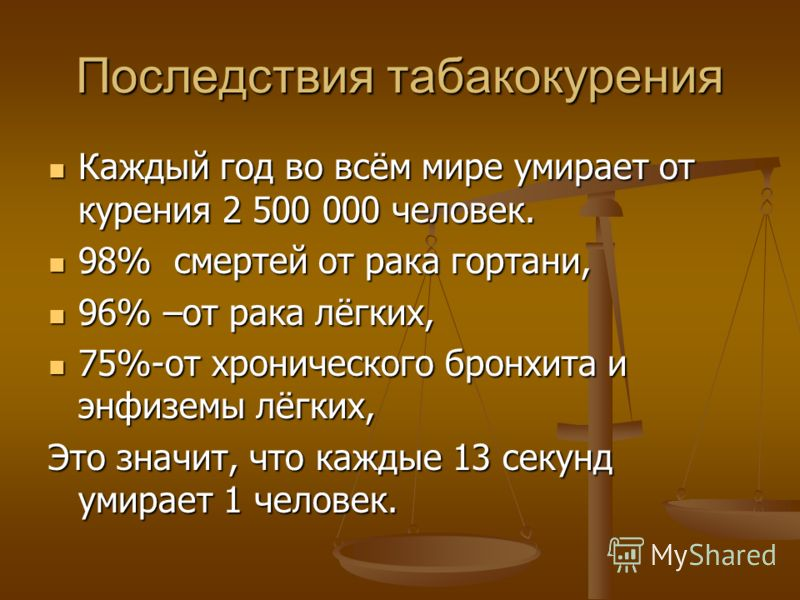 Последствия табакокурения
Каждый год во всём мире умирает от
курения 2 500 000 человек.
98% смертей от рака гортани,
96% –от рака лёгких,
75%-от хронического бронхита и
энфиземы лёгких,
Это значит, что каждые 13 секунд
умирает 1 человек.
MyShared